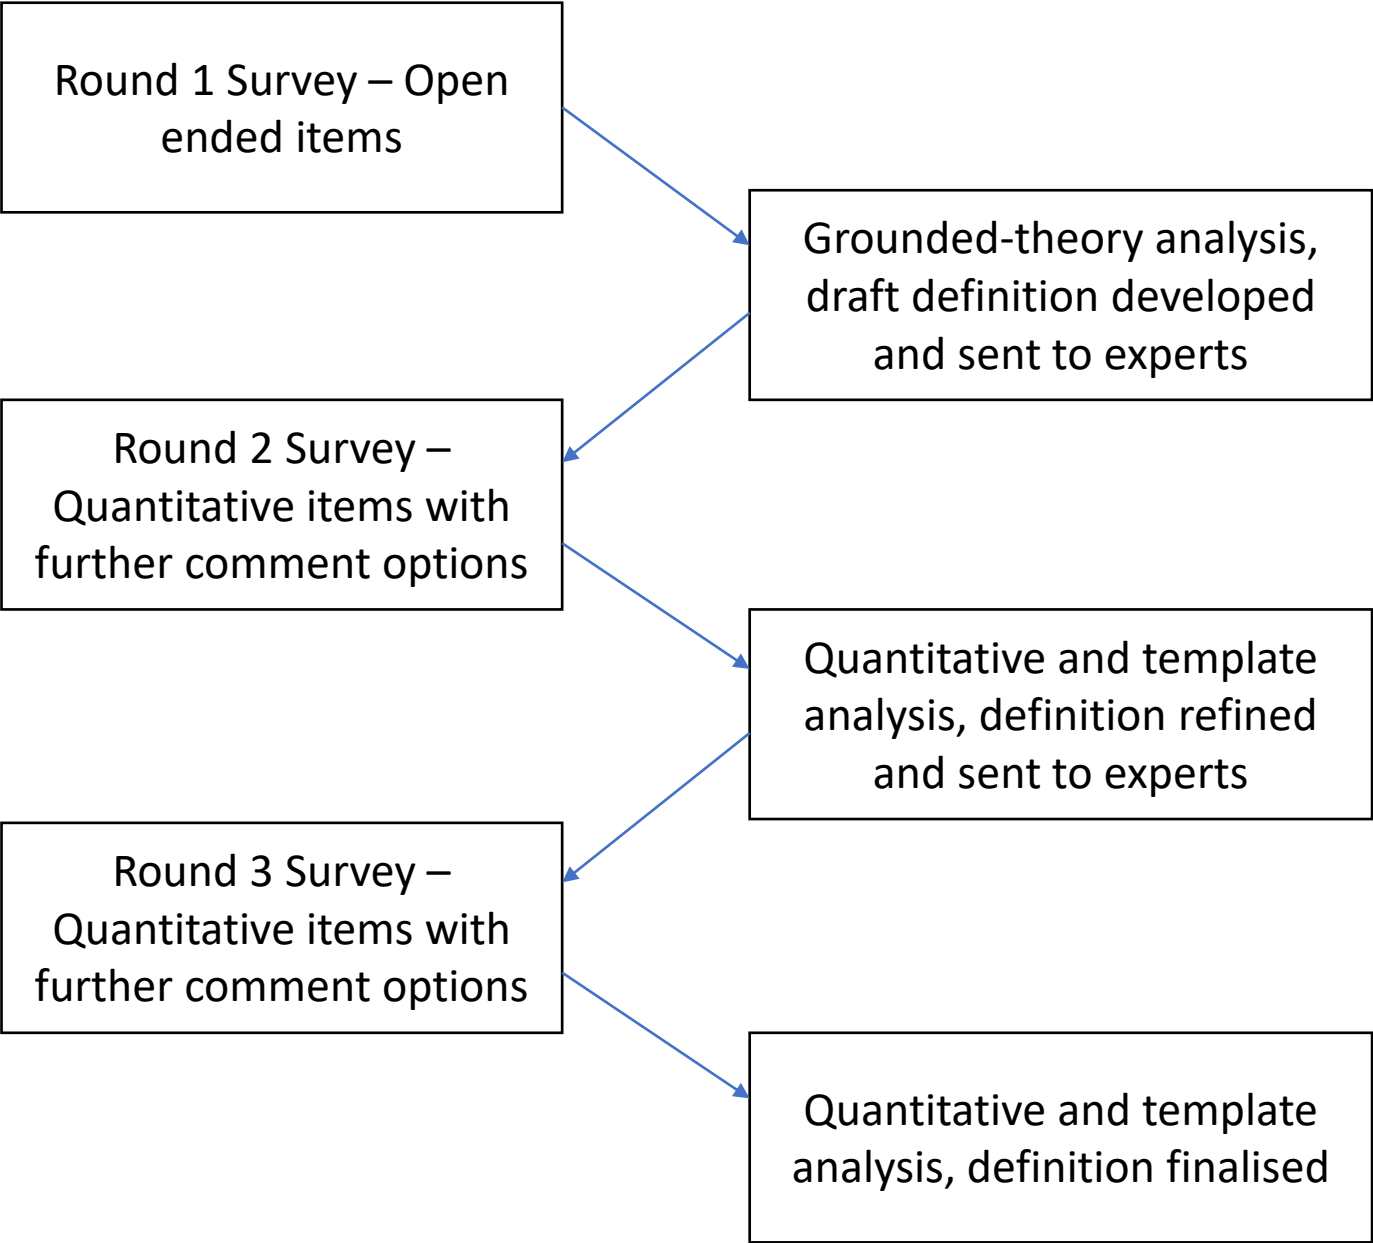 Round 1 Survey – Open
ended items
Grounded-theory analysis,
draft definition developed
and sent to experts
Round 2 Survey –
Quantitative items with
further comment options
Quantitative and template
analysis, definition refined
and sent to experts
Round 3 Survey –
Quantitative items with
further comment options
Quantitative and template
analysis, definition finalised